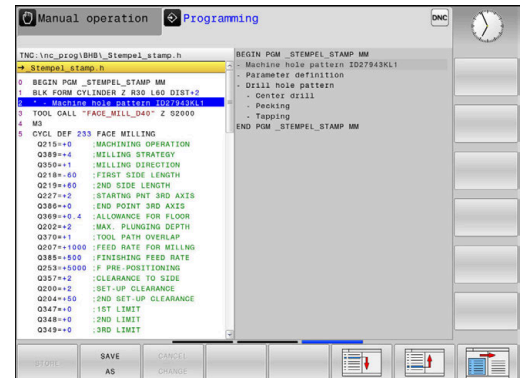 Manual operation
Programming
DNC
TNC:\nc_prog\BHB\_Stempel_stamp.h
→_Stempel_stamp.h
0 BEGIN PGM _STEMPEL_STAMP MM
1 BLK FORM CYLINDER Z R30 L60 DIST+2
2 * - Machine hole pattern ID27943KL1
3 TOOL CALL "FACE_MILL_D40" Z S2000
4 M3
5 CYCL DEF 233 FACE MILLING
Q215=+0 ;MACHINING OPERATION
Q389=+4 ;MILLING STRATEGY
Q350=+1 ;MILLING DIRECTION
Q218=-60 ;FIRST SIDE LENGTH
Q219=+60 ;2ND SIDE LENGTH
Q227=+2 ;STARTNG PNT 3RD AXIS
Q386=+0 ;END POINT 3RD AXIS
Q369=+0.4 ;ALLOWANCE FOR FLOOR
Q202=+2 ;MAX. PLUNGING DEPTH
Q370=+1 ;TOOL PATH OVERLAP
Q207=+1000 ;FEED RATE FOR MILLNG
Q385=+500 ;FINISHING FEED RATE
Q253=+5000 ;F PRE-POSITIONING
Q357=+2 ;CLEARANCE TO SIDE
Q200=+2 ;SET-UP CLEARANCE
Q204=+50 ;2ND SET-UP CLEARANCE
Q347=+0 ;1ST LIMIT
Q348=+0 ;2ND LIMIT
Q349=+0 ;3RD LIMIT
BEGIN PGM _STEMPEL_STAMP MM
- Machine hole pattern ID27943KL1
- Parameter definition
- Drill hole pattern
- Center drill
- Pecking
- Tapping
END PGM _STEMPEL_STAMP MM
STORE
SAVE
AS
CANCEL
CHANGE